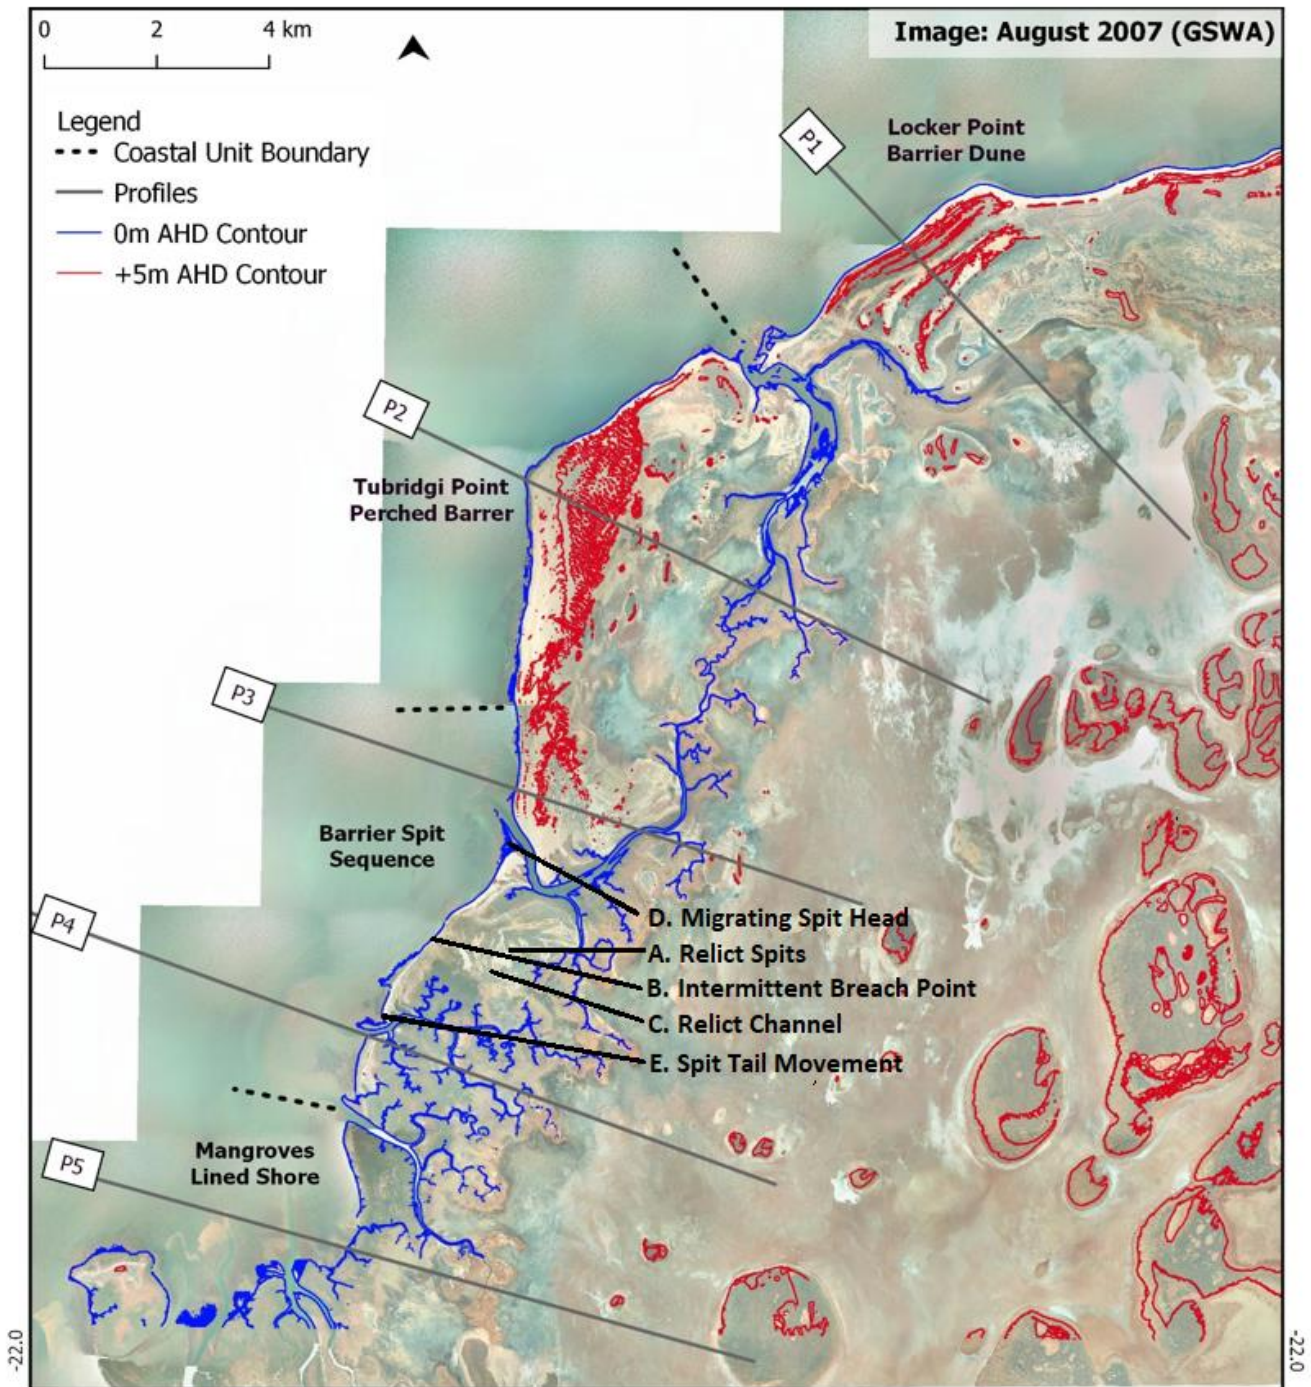 0 2 4 km
Image: August 2007 (GSWA)
Legend
Coastal Unit Boundary
Profiles
0m AHD Contour
+5m AHD Contour
P1
Locker Point
Barrier Dune
P2
Tubridgi Point
Perched Barrer
P3
Barrier Spit
Sequence
P4
D. Migrating Spit Head
A. Relict Spits
B. Intermittent Breach Point
C. Relict Channel
E. Spit Tail Movement
Mangroves
Lined Shore
P5
-22.0
-22.0